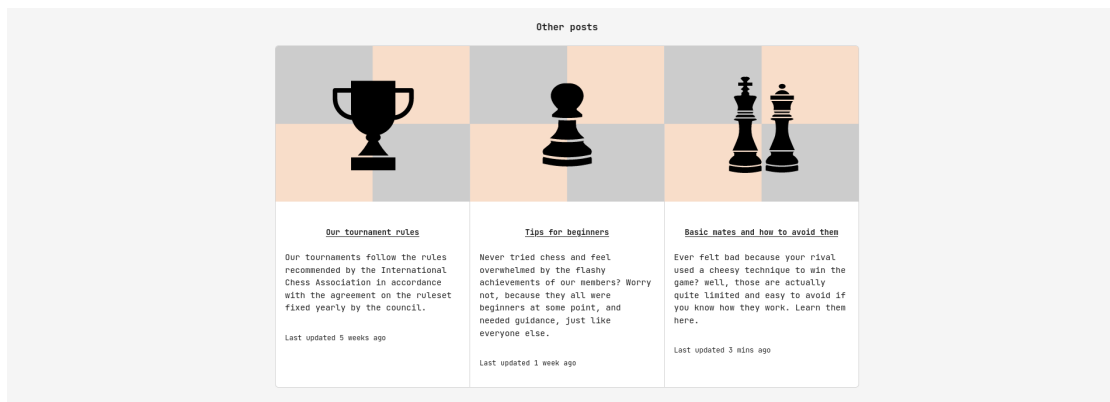 Other posts
Our tournament rules
Our tournaments follow the rules
recommended by the International
Chess Association in accordance
with the agreement on the ruleset
fixed yearly by the council.
Last updated 5 weeks ago
Tips for beginners
Never tried chess and feel
overwhelmed by the flashy
achievements of our members? Worry
not, because they all were
beginners at some point, and
needed guidance, just like
everyone else.
Last updated 1 week ago
Basic mates and how to avoid them
Ever felt bad because your rival
used a cheesy technique to win the
game? well, those are actually
quite limited and easy to avoid if
you know how they work. Learn them
here.
Last updated 3 mins ago